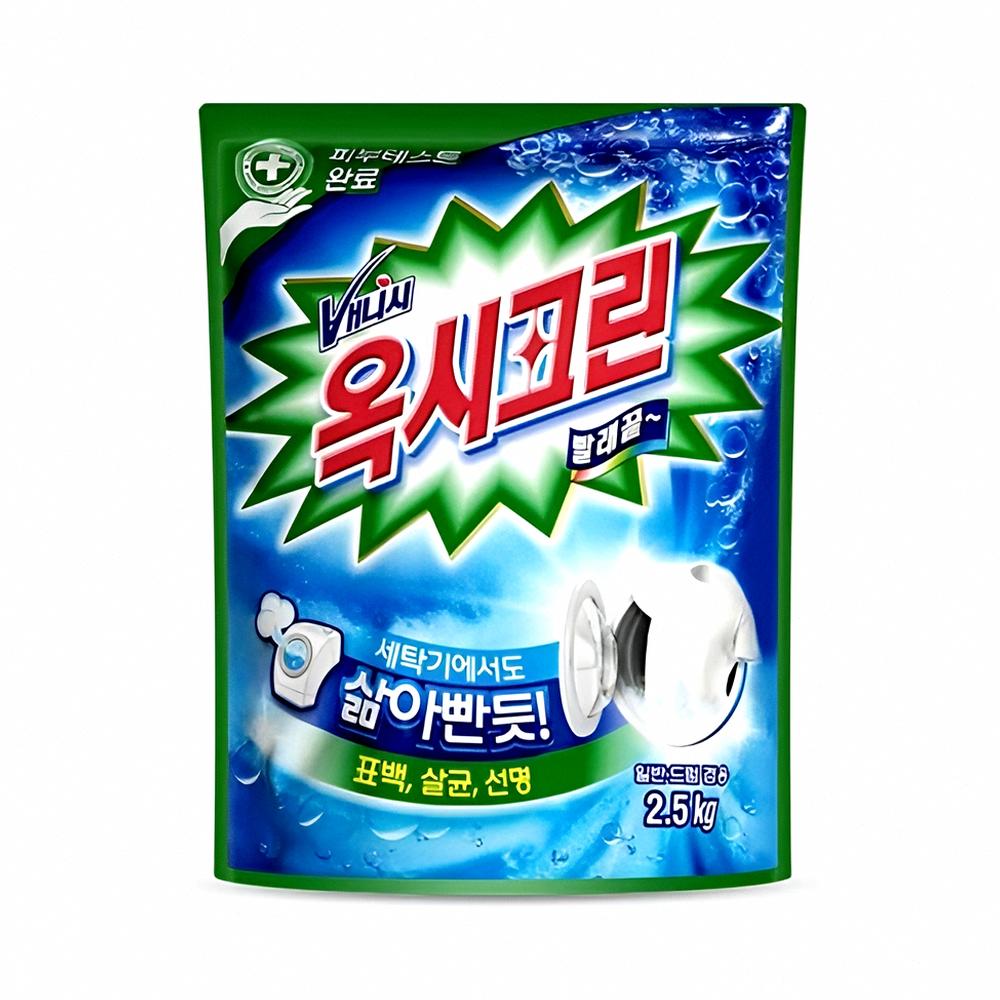 피부테스트
완료
배니시
옥시크린
빨래끝~
세탁기에서도
삶아빤듯!
표백, 살균, 선명
일반·드럼 겸용
2.5kg